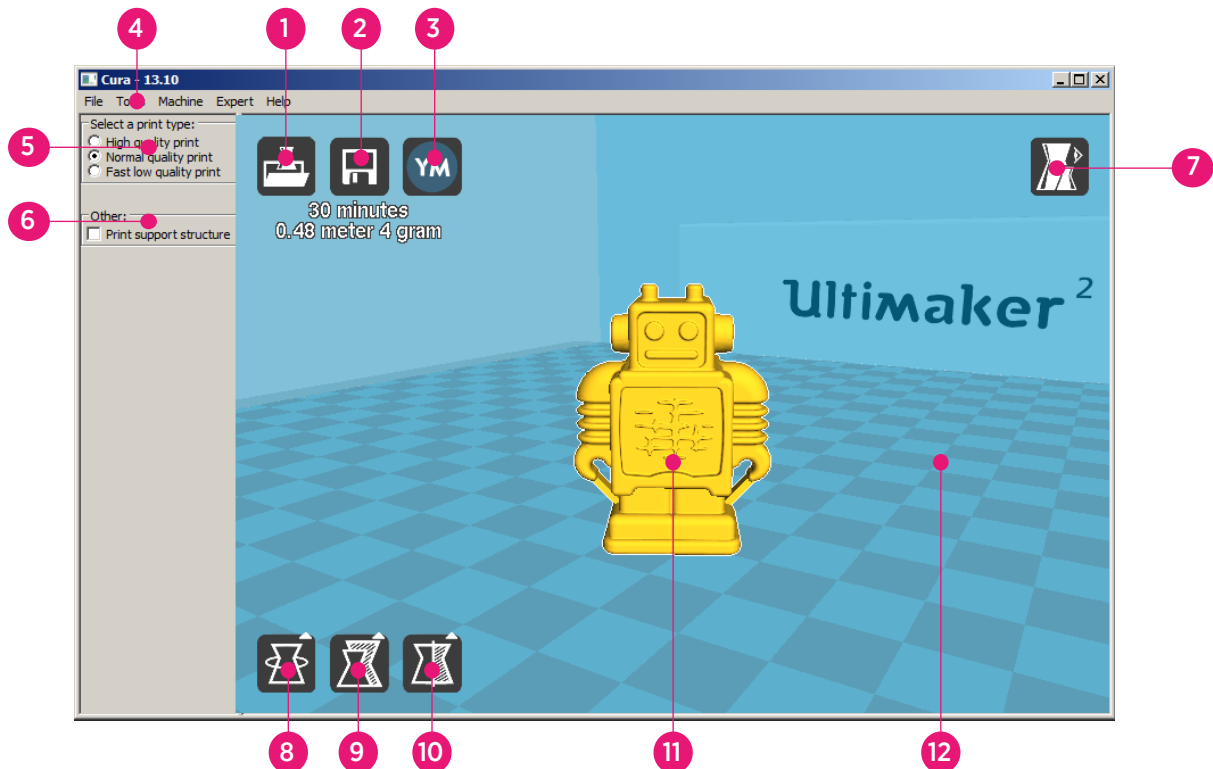 4
1
2
3
Cura - 13.10
File Machine Expert Help
Select a print type:
5
High quality print
Normal quality print
Fast low quality print
YM
7
30 minutes
0.48 meter 4 gram
6
Other:
Print support structure
Ultimaker 2
8
9
10
11
12